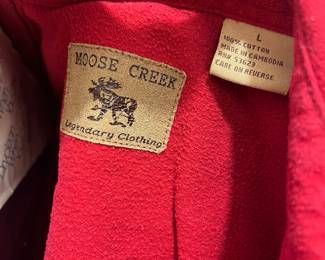 MOOSE CREEK
Legendary Clothing
L
100% COTTON
MADE IN CAMBODIA
RN# 53623
CARE ON REVERSE